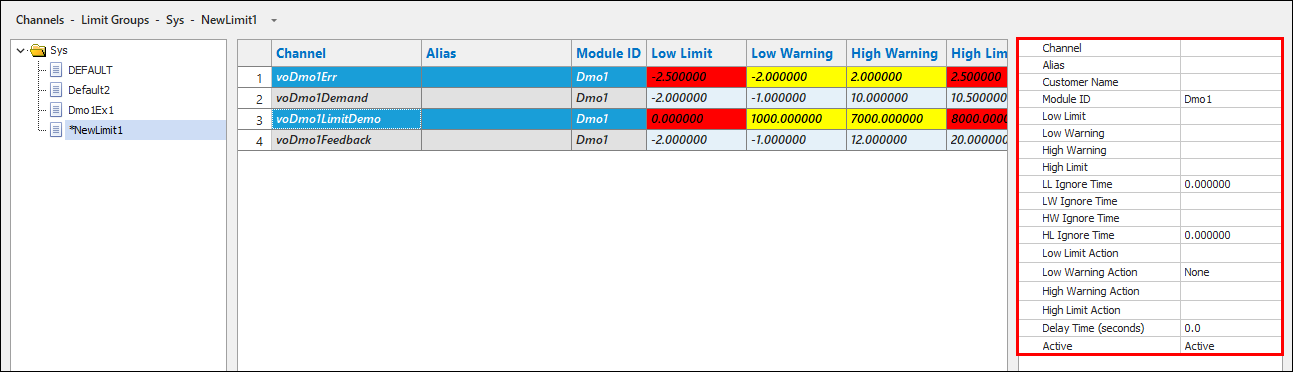 Channels - Limit Groups - Sys - NewLimit1
Sys
DEFAULT
Default2
Dmo1Ex1
*NewLimit1
Channel Alias Module ID Low Limit Low Warning High Warning High Lim
1 voDmo1Err Dmo1 -2.500000 -2.000000 2.000000 2.500000
2 voDmo1Demand Dmo1 -2.000000 -1.000000 10.000000 10.500000
3 voDmo1LimitDemo Dmo1 0.000000 1000.000000 7000.000000 8000.00000
4 voDmo1Feedback Dmo1 -2.000000 -1.000000 12.000000 20.000000
Channel
Alias
Customer Name
Module ID Dmo1
Low Limit
Low Warning
High Warning
High Limit
LL Ignore Time 0.000000
LW Ignore Time
HW Ignore Time
HL Ignore Time 0.000000
Low Limit Action
Low Warning Action None
High Warning Action
High Limit Action
Delay Time (seconds) 0.0
Active Active